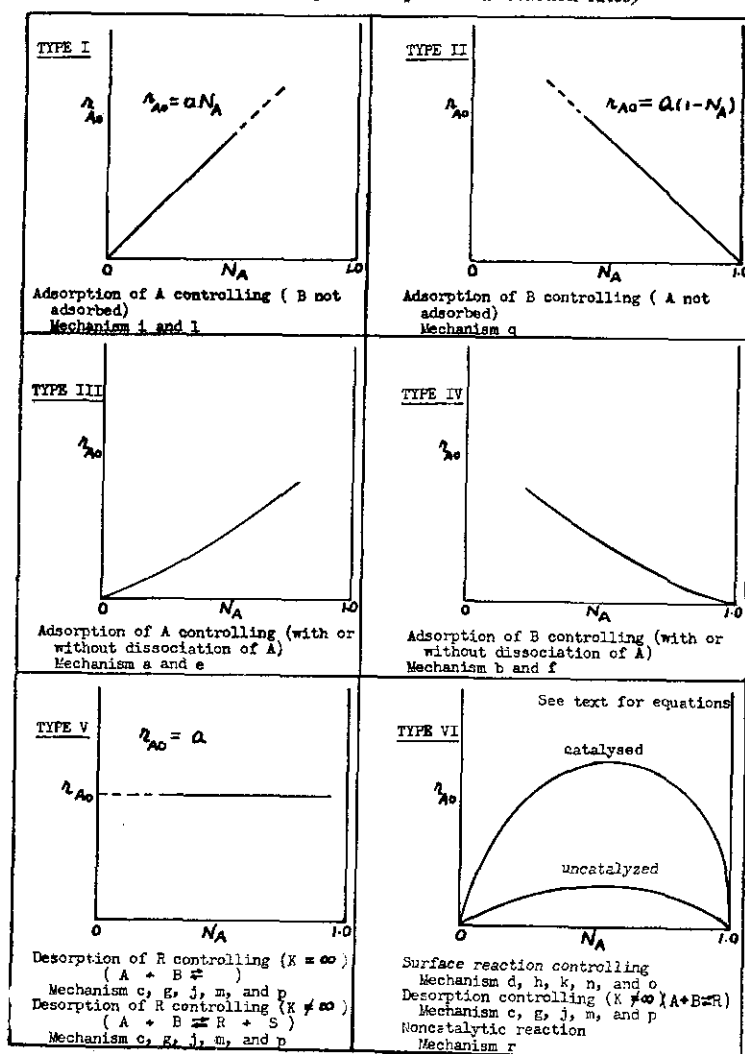 TYPE I
r_A0
r_A0 = aN_A
0 N_A 1.0
Adsorption of A controlling ( B not
adsorbed)
Mechanism i and l
TYPE II
r_A0
r_A0 = a(1-N_A)
0 N_A 1.0
Adsorption of B controlling ( A not
adsorbed)
Mechanism q
TYPE III
r_A0
0 N_A 1.0
Adsorption of A controlling (with or
without dissociation of A)
Mechanism a and e
TYPE IV
r_A0
0 N_A 1.0
Adsorption of B controlling (with or
without dissociation of A)
Mechanism b and f
TYPE V
r_A0 = a
r_A0
0 N_A 1.0
Desorption of R controlling (K = ∞)
( A + B ⇌ )
Mechanism c, g, j, m, and p
Desorption of R controlling (K ≠ ∞)
( A + B ⇌ R + S )
Mechanism c, g, j, m, and p
See text for equations
TYPE VI
catalysed
r_A0
uncatalyzed
0 N_A 1.0
Surface reaction controlling
Mechanism d, h, k, n, and o
Desorption controlling (K ≠ ∞)(A+B⇌R)
Mechanism c, g, j, m, and p
Noncatalytic reaction
Mechanism r